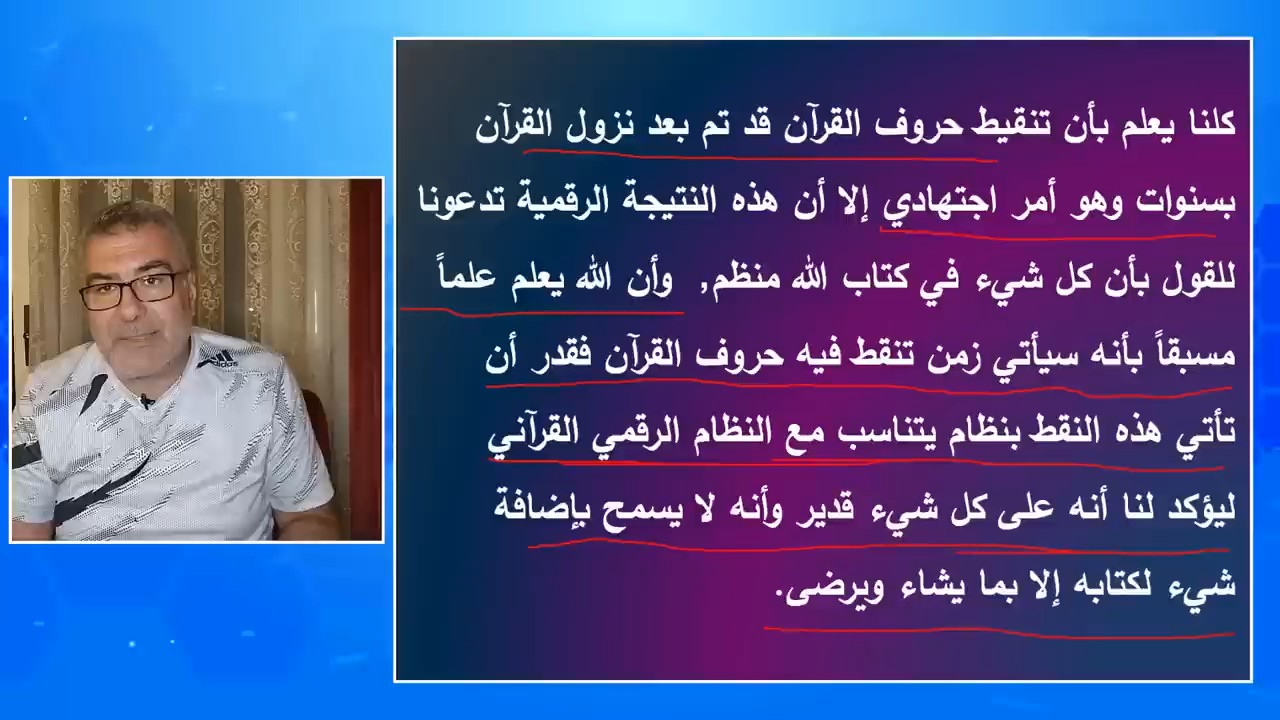 كلنا يعلم بأن تنقيط حروف القرآن قد تم بعد نزول القرآن
بسنوات وهو أمر اجتهادي إلا أن هذه النتيجة الرقمية تدعونا
للقول بأن كل شيء في كتاب الله منظم, وأن الله يعلم علماً
مسبقاً بأنه سيأتي زمن تنقط فيه حروف القرآن فقدر أن
تأتي هذه النقط بنظام يتناسب مع النظام الرقمي القرآني
ليؤكد لنا أنه على كل شيء قدير وأنه لا يسمح بإضافة
شيء لكتابه إلا بما يشاء ويرضى.
adidas